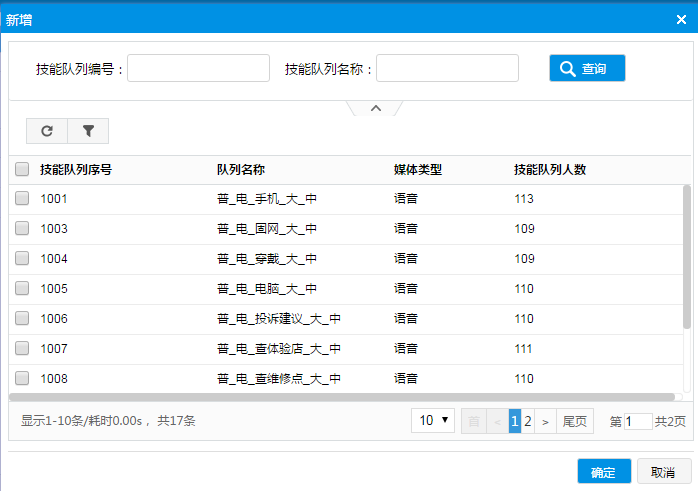 新增
技能队列编号： 技能队列名称： 查询
技能队列序号 队列名称 媒体类型 技能队列人数
1001 普_电_手机_大_中 语音 113
1003 普_电_固网_大_中 语音 109
1004 普_电_穿戴_大_中 语音 109
1005 普_电_电脑_大_中 语音 110
1006 普_电_投诉建议_大_中 语音 110
1007 普_电_查体验店_大_中 语音 111
1008 普_电_查维修点_大_中 语音 110
显示1-10条/耗时0.00s， 共17条 10 首 < 1 2 > 尾页 第 1 共2页
确定 取消